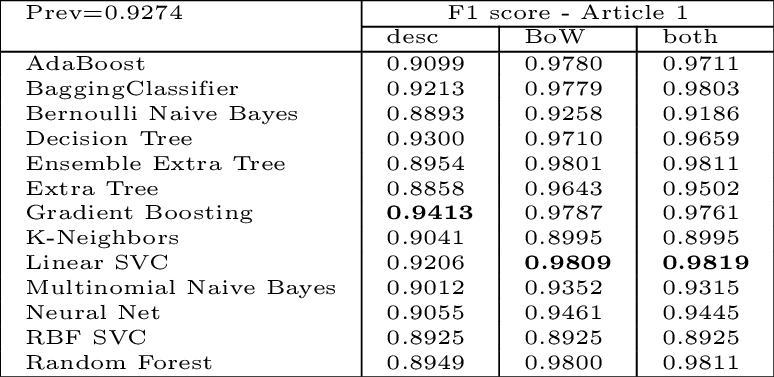 Prev=0.9274 F1 score - Article 1
desc BoW both
AdaBoost 0.9099 0.9780 0.9711
BaggingClassifier 0.9213 0.9779 0.9803
Bernoulli Naive Bayes 0.8893 0.9258 0.9186
Decision Tree 0.9300 0.9710 0.9659
Ensemble Extra Tree 0.8954 0.9801 0.9811
Extra Tree 0.8858 0.9643 0.9502
Gradient Boosting 0.9413 0.9787 0.9761
K-Neighbors 0.9041 0.8995 0.8995
Linear SVC 0.9206 0.9809 0.9819
Multinomial Naive Bayes 0.9012 0.9352 0.9315
Neural Net 0.9055 0.9461 0.9445
RBF SVC 0.8925 0.8925 0.8925
Random Forest 0.8949 0.9800 0.9811